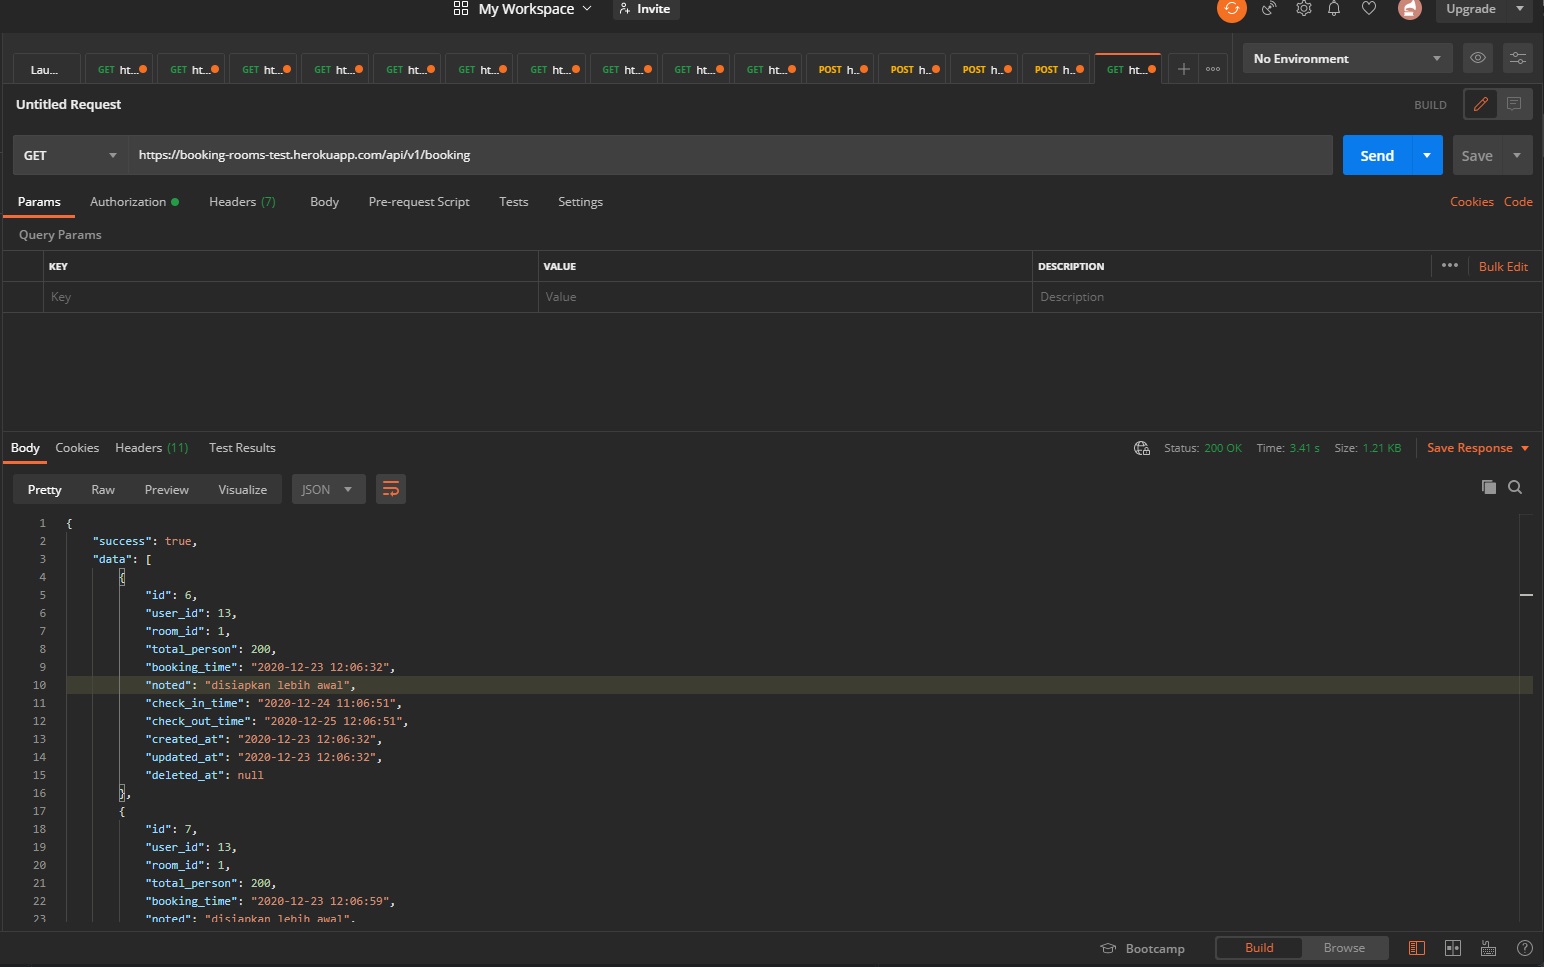 My Workspace
Invite
Upgrade
Lau...
GET ht...
GET ht...
GET ht...
GET ht...
GET ht...
GET ht...
GET ht...
GET ht...
GET ht...
GET ht...
POST h...
POST h...
POST h...
POST h...
GET ht...
No Environment
Untitled Request
BUILD
GET
https://booking-rooms-test.herokuapp.com/api/v1/booking
Send
Save
Params Authorization Headers (7) Body Pre-request Script Tests Settings
Cookies Code
Query Params
KEY VALUE DESCRIPTION
Bulk Edit
Key Value Description
Body Cookies Headers (11) Test Results
Status: 200 OK Time: 3.41 s Size: 1.21 KB
Save Response
Pretty Raw Preview Visualize JSON
1 {
2 "success": true,
3 "data": [
4 {
5 "id": 6,
6 "user_id": 13,
7 "room_id": 1,
8 "total_person": 200,
9 "booking_time": "2020-12-23 12:06:32",
10 "noted": "disiapkan lebih awal",
11 "check_in_time": "2020-12-24 11:06:51",
12 "check_out_time": "2020-12-25 12:06:51",
13 "created_at": "2020-12-23 12:06:32",
14 "updated_at": "2020-12-23 12:06:32",
15 "deleted_at": null
16 },
17 {
18 "id": 7,
19 "user_id": 13,
20 "room_id": 1,
21 "total_person": 200,
22 "booking_time": "2020-12-23 12:06:59",
23 "noted": "disiapkan lebih awal",
Bootcamp
Build Browse